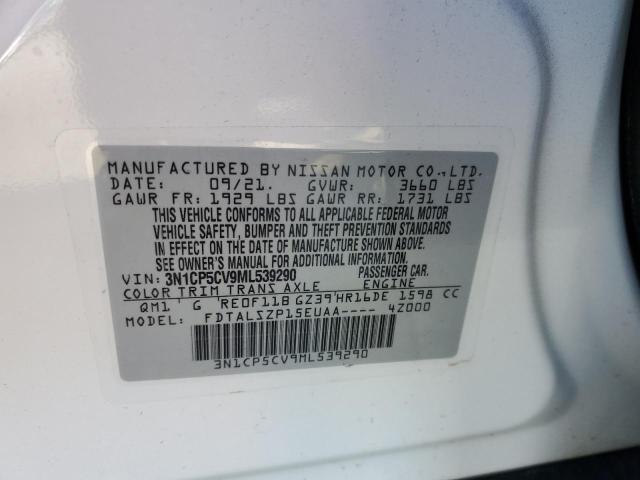 MANUFACTURED BY NISSAN MOTOR CO.,LTD.
DATE: 09/21. GVWR: 3660 LBS
GAWR FR: 1929 LBS GAWR RR: 1731 LBS
THIS VEHICLE CONFORMS TO ALL APPLICABLE FEDERAL MOTOR
VEHICLE SAFETY, BUMPER AND THEFT PREVENTION STANDARDS
IN EFFECT ON THE DATE OF MANUFACTURE SHOWN ABOVE.
SEE OWNER'S MANUAL FOR ADDITIONAL INFORMATION.
VIN: 3N1CP5CV9ML539290 PASSENGER CAR.
COLOR TRIM TRANS AXLE ENGINE
QM1' G 'RE0F11B GZ39'HR16DE 1598 CC
MODEL: FDTALSZP15EUAA---- 4Z000
3N1CP5CV9ML539290